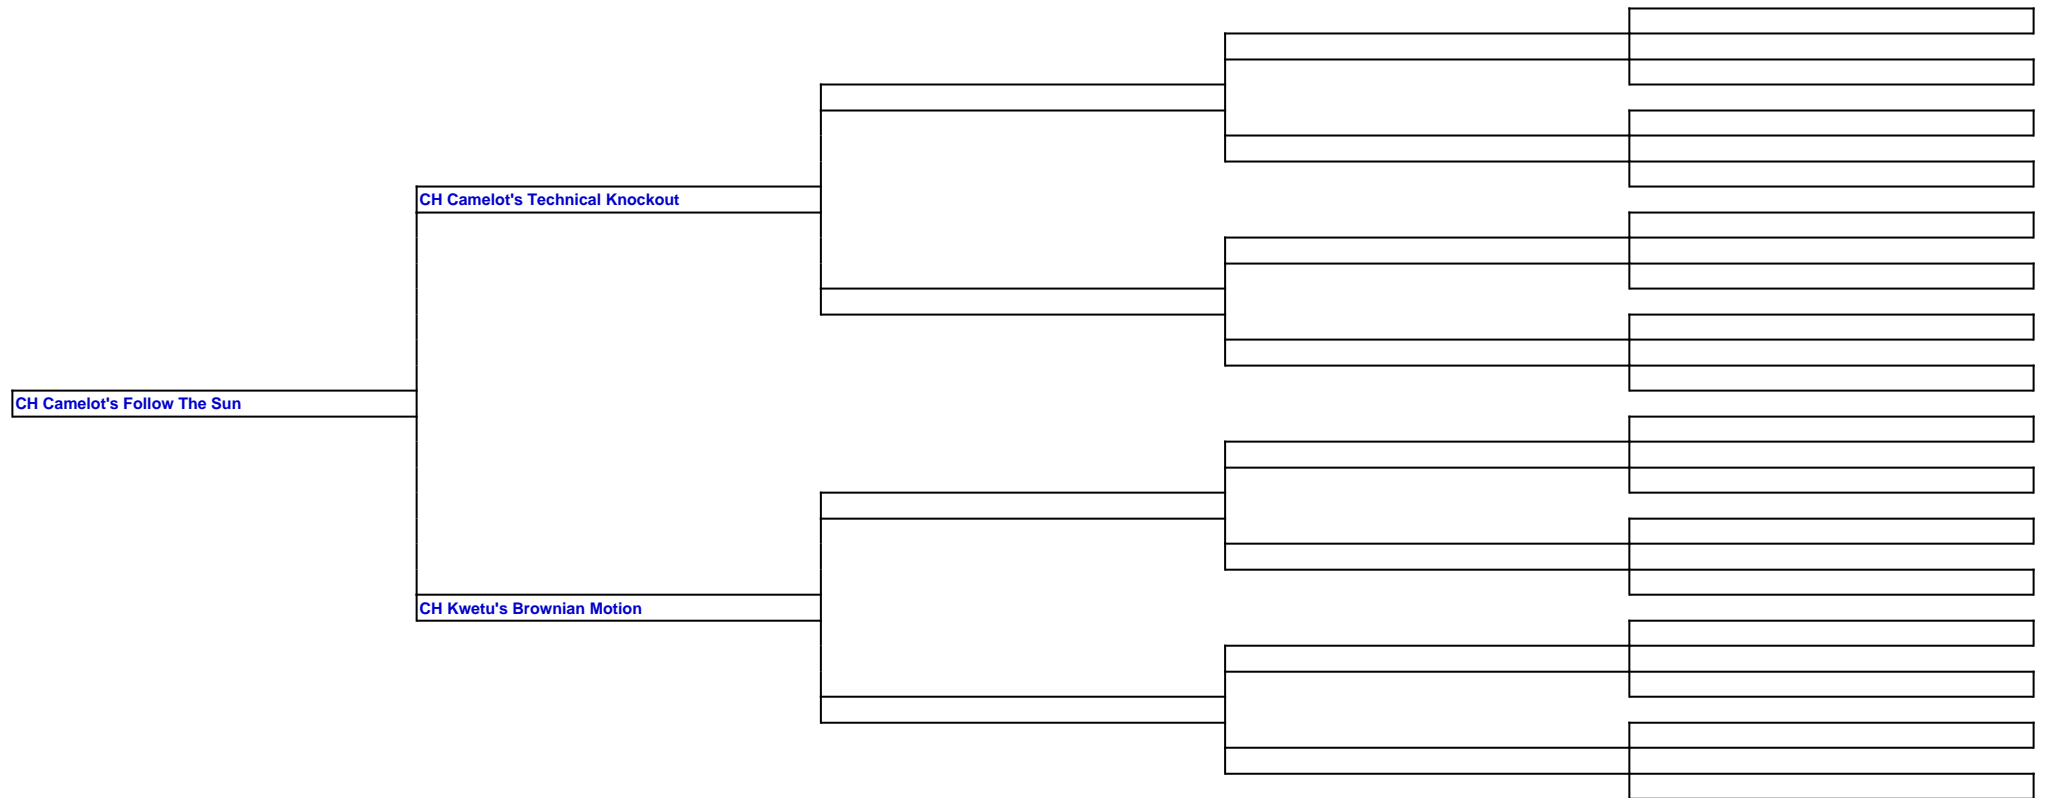 CH Camelot's Technical Knockout
CH Camelot's Follow The Sun
CH Kwetu's Brownian Motion